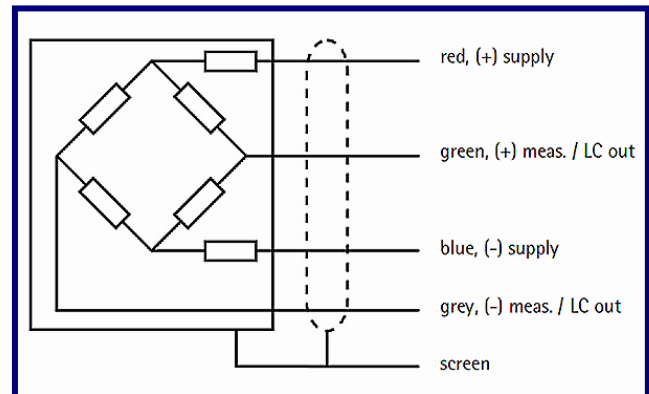 red, (+) supply
green, (+) meas. / LC out
blue, (-) supply
grey, (-) meas. / LC out
screen